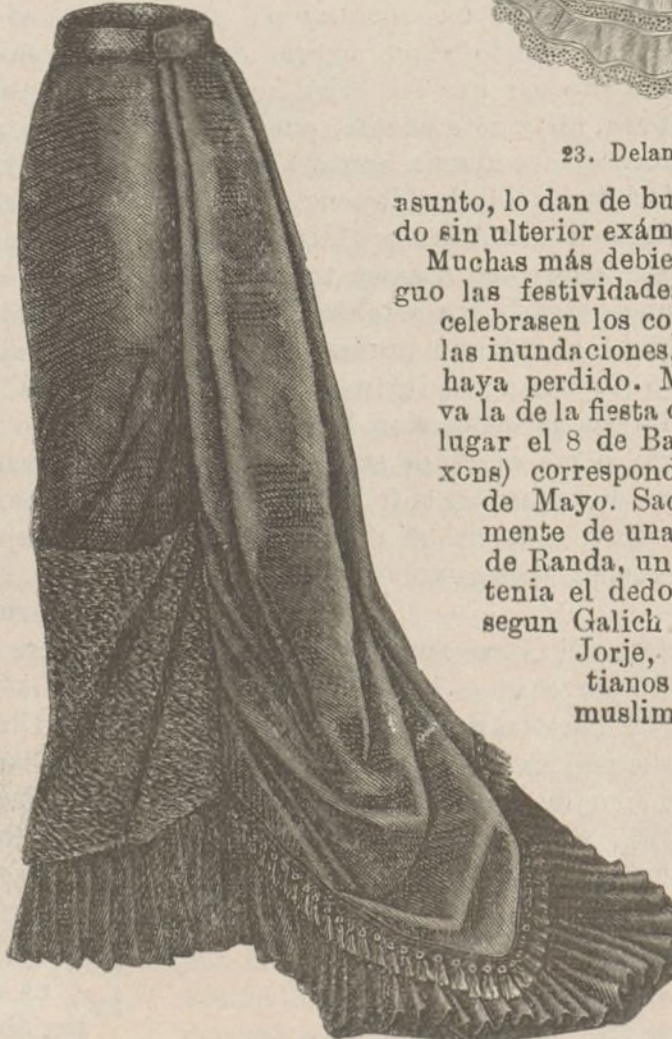 23. Delan
asunto, lo dan de bu
do sin ulterior exám
Muchas más debie
guo las festividade
celebrasen los co
las inundaciones,
haya perdido. M
va la de la fiesta
lugar el 8 de Ba
xcns) correspond
de Mayo. Sac
mente de una
de Randa, un
tenia el dedo
segun Galich
Jorje,
tianos
muslim